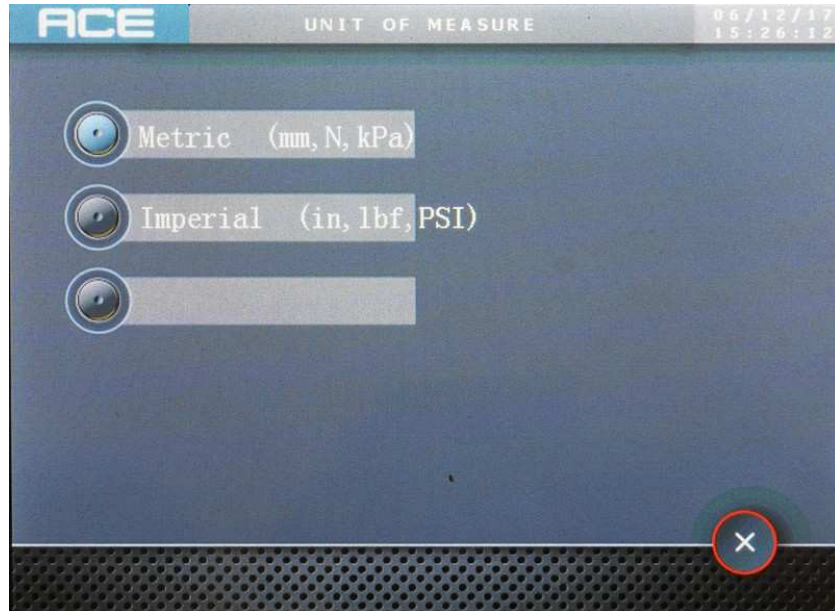 ACE
UNIT OF MEASURE
06/12/17
15:26:12
Metric (mm, N, kPa)
Imperial (in, lbf, PSI)